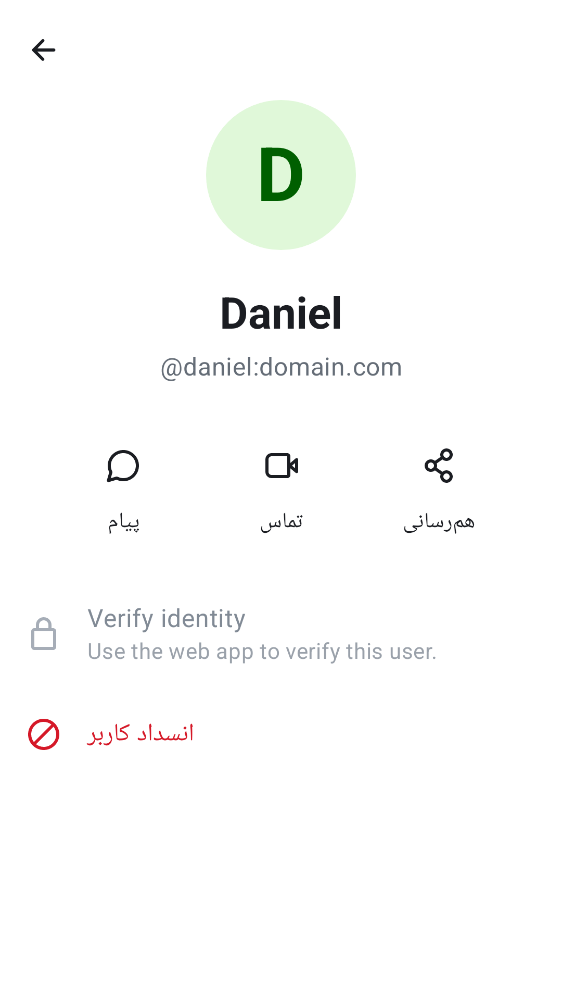 D
Daniel
@daniel:domain.com
پیام
تماس
هم‌رسانی
Verify identity
Use the web app to verify this user.
انسداد کاربر